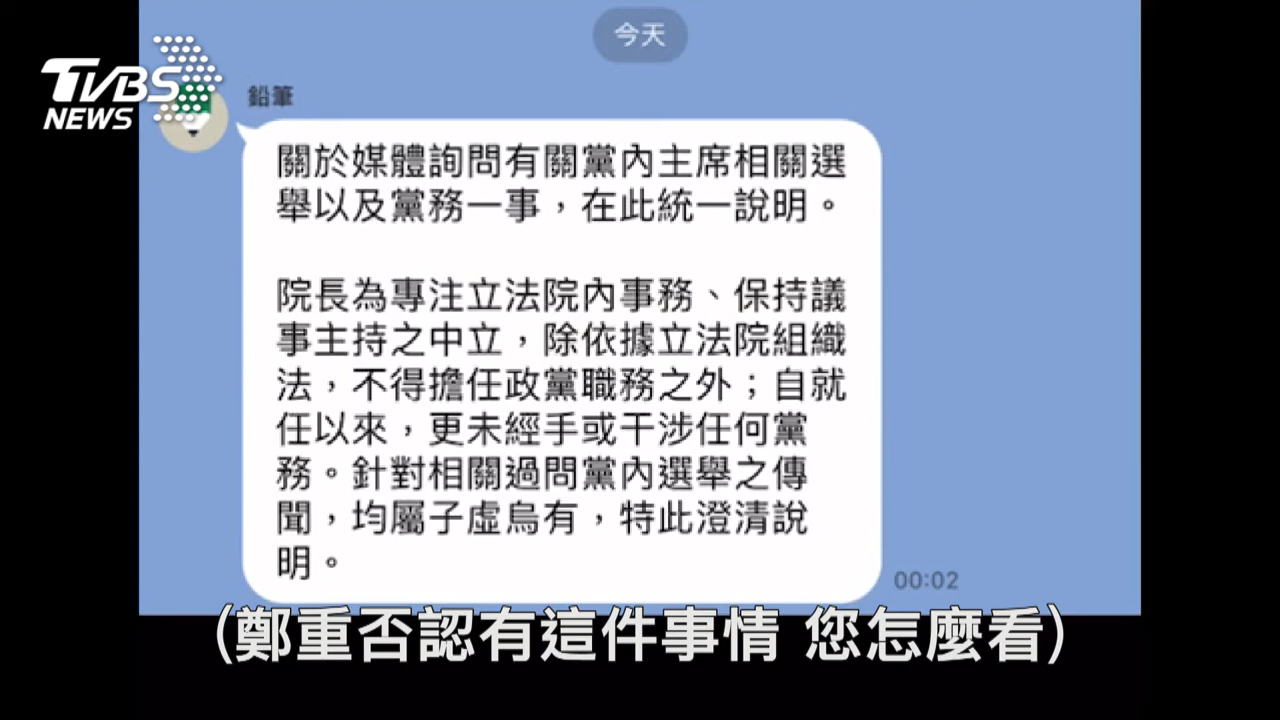 今天
TVBS
NEWS
鉛筆
關於媒體詢問有關黨內主席相關選
舉以及黨務一事，在此統一說明。
院長為專注立法院內事務、保持議
事主持之中立，除依據立法院組織
法，不得擔任政黨職務之外；自就
任以來，更未經手或干涉任何黨
務。針對相關過問黨內選舉之傳
聞，均屬子虛烏有，特此澄清說
明。
00:02
(鄭重否認有這件事情 您怎麼看)